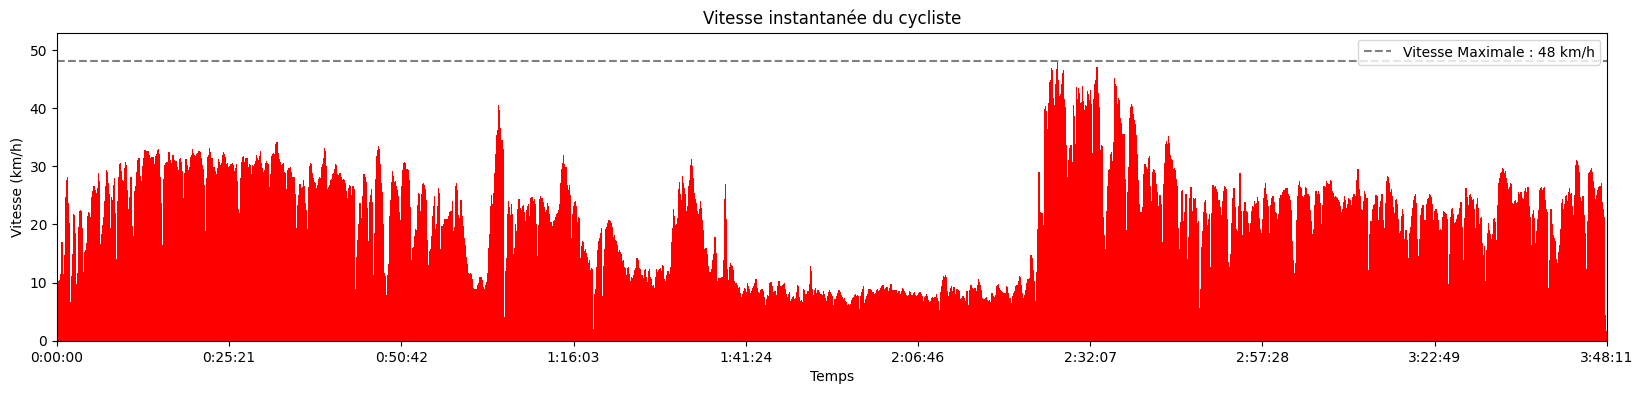 Vitesse instantanée du cycliste
Vitesse Maximale : 48 km/h
Vitesse (km/h)
50
40
30
20
10
0
0:00:00 0:25:21 0:50:42 1:16:03 1:41:24 2:06:46 2:32:07 2:57:28 3:22:49 3:48:11
Temps